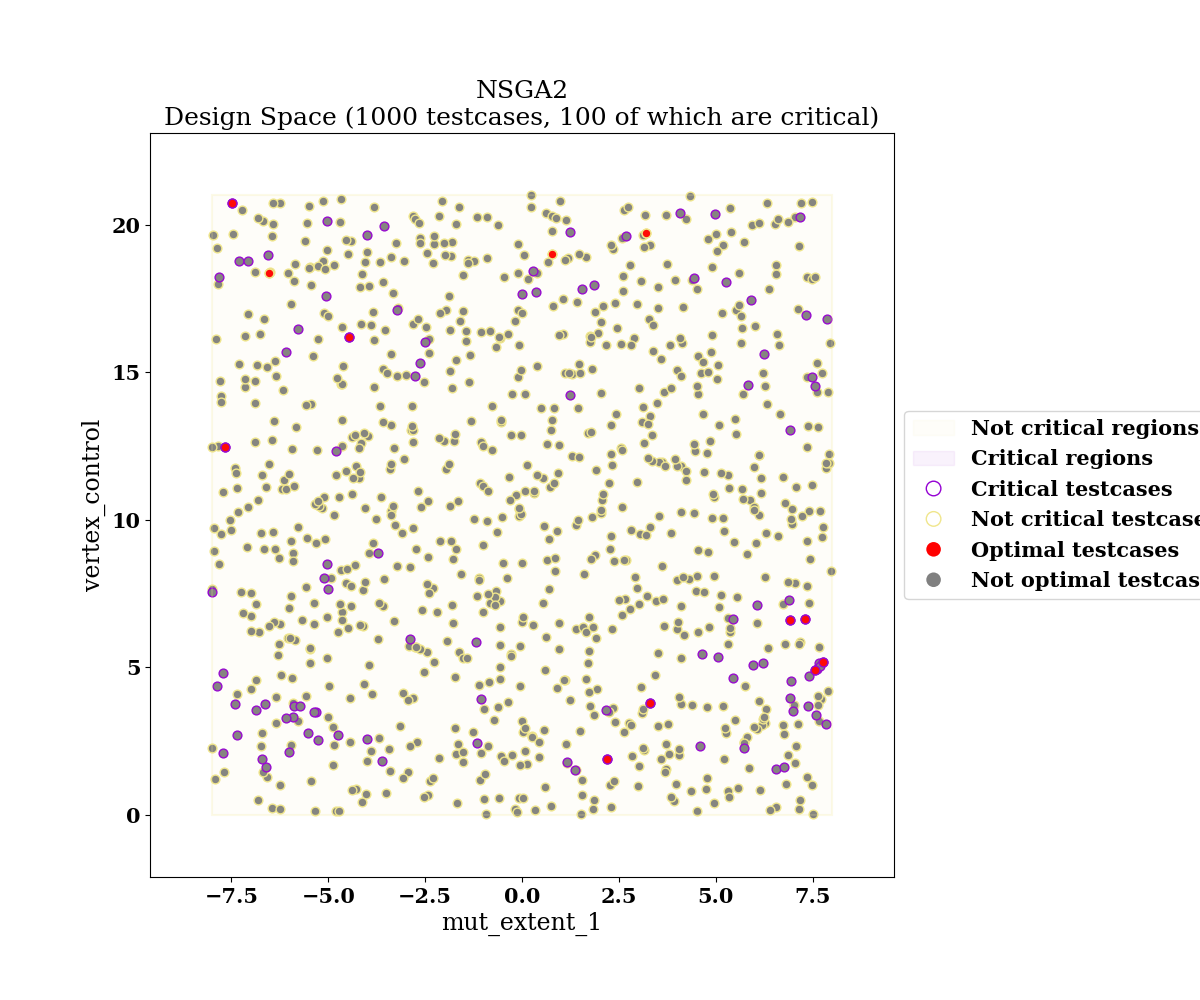 NSGA2
Design Space (1000 testcases, 100 of which are critical)
vertex_control
20
15
10
5
0
−7.5
−5.0
−2.5
0.0
2.5
5.0
7.5
mut_extent_1
Not critical regions
Critical regions
Critical testcases
Not critical testcase
Optimal testcases
Not optimal testcas